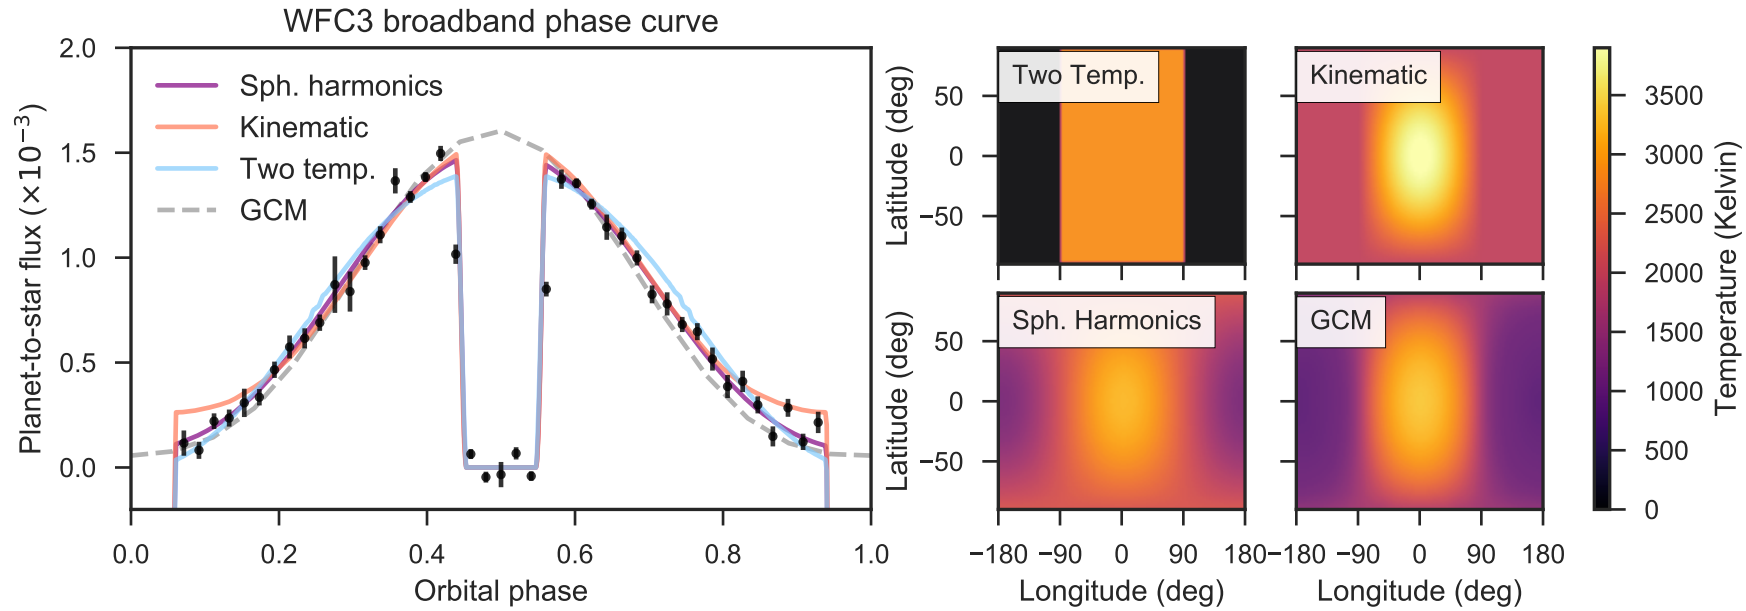 WFC3 broadband phase curve
Planet-to-star flux (×10⁻³)
2.0
1.5
1.0
0.5
0.0
Sph. harmonics
Kinematic
Two temp.
GCM
0.0 0.2 0.4 0.6 0.8 1.0
Orbital phase
Latitude (deg)
50
0
−50
Two Temp.
Kinematic
Latitude (deg)
50
0
−50
Sph. Harmonics
GCM
−180 −90 0 90 180
Longitude (deg)
−180 −90 0 90 180
Longitude (deg)
3500
3000
2500
2000
1500
1000
500
0
Temperature (Kelvin)